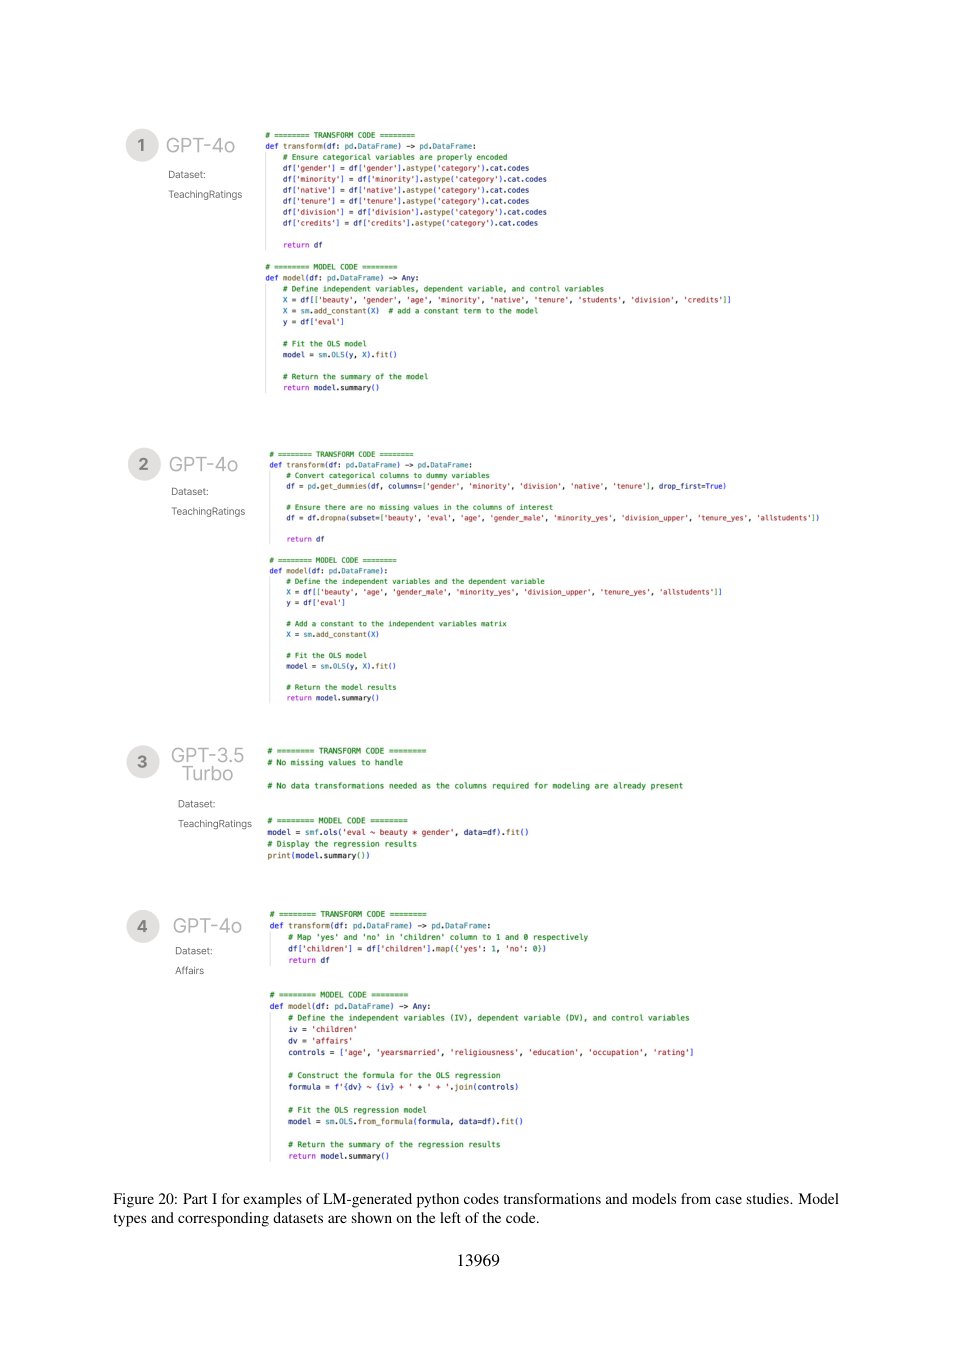 1
GPT-4o
Dataset:
TeachingRatings
# ======== TRANSFORM CODE ========
def transform(df: pd.DataFrame) -> pd.DataFrame:
# Ensure categorical variables are properly encoded
df['gender'] = df['gender'].astype('category').cat.codes
df['minority'] = df['minority'].astype('category').cat.codes
df['native'] = df['native'].astype('category').cat.codes
df['tenure'] = df['tenure'].astype('category').cat.codes
df['division'] = df['division'].astype('category').cat.codes
df['credits'] = df['credits'].astype('category').cat.codes
return df
# ======== MODEL CODE ========
def model(df: pd.DataFrame) -> Any:
# Define independent variables, dependent variable, and control variables
X = df[['beauty', 'gender', 'age', 'minority', 'native', 'tenure', 'students', 'division', 'credits']]
X = sm.add_constant(X)  # add a constant term to the model
y = df['eval']
# Fit the OLS model
model = sm.OLS(y, X).fit()
# Return the summary of the model
return model.summary()
2
GPT-4o
Dataset:
TeachingRatings
# ======== TRANSFORM CODE ========
def transform(df: pd.DataFrame) -> pd.DataFrame:
# Convert categorical columns to dummy variables
df = pd.get_dummies(df, columns=['gender', 'minority', 'division', 'native', 'tenure'], drop_first=True)
# Ensure there are no missing values in the columns of interest
df = df.dropna(subset=['beauty', 'eval', 'age', 'gender_male', 'minority_yes', 'division_upper', 'tenure_yes', 'allstudents'])
return df
# ======== MODEL CODE ========
def model(df: pd.DataFrame):
# Define the independent variables and the dependent variable
X = df[['beauty', 'age', 'gender_male', 'minority_yes', 'division_upper', 'tenure_yes', 'allstudents']]
y = df['eval']
# Add a constant to the independent variables matrix
X = sm.add_constant(X)
# Fit the OLS model
model = sm.OLS(y, X).fit()
# Return the model results
return model.summary()
3
GPT-3.5
Turbo
Dataset:
TeachingRatings
# ======== TRANSFORM CODE ========
# No missing values to handle
# No data transformations needed as the columns required for modeling are already present
# ======== MODEL CODE ========
model = smf.ols('eval ~ beauty * gender', data=df).fit()
# Display the regression results
print(model.summary())
4
GPT-4o
Dataset:
Affairs
# ======== TRANSFORM CODE ========
def transform(df: pd.DataFrame) -> pd.DataFrame:
# Map 'yes' and 'no' in 'children' column to 1 and 0 respectively
df['children'] = df['children'].map({'yes': 1, 'no': 0})
return df
# ======== MODEL CODE ========
def model(df: pd.DataFrame) -> Any:
# Define the independent variables (IV), dependent variable (DV), and control variables
iv = 'children'
dv = 'affairs'
controls = ['age', 'yearsmarried', 'religiousness', 'education', 'occupation', 'rating']
# Construct the formula for the OLS regression
formula = f'{dv} ~ {iv} + ' + ' + '.join(controls)
# Fit the OLS regression model
model = sm.OLS.from_formula(formula, data=df).fit()
# Return the summary of the regression results
return model.summary()
Figure 20: Part I for examples of LM-generated python codes transformations and models from case studies. Model
types and corresponding datasets are shown on the left of the code.
13969